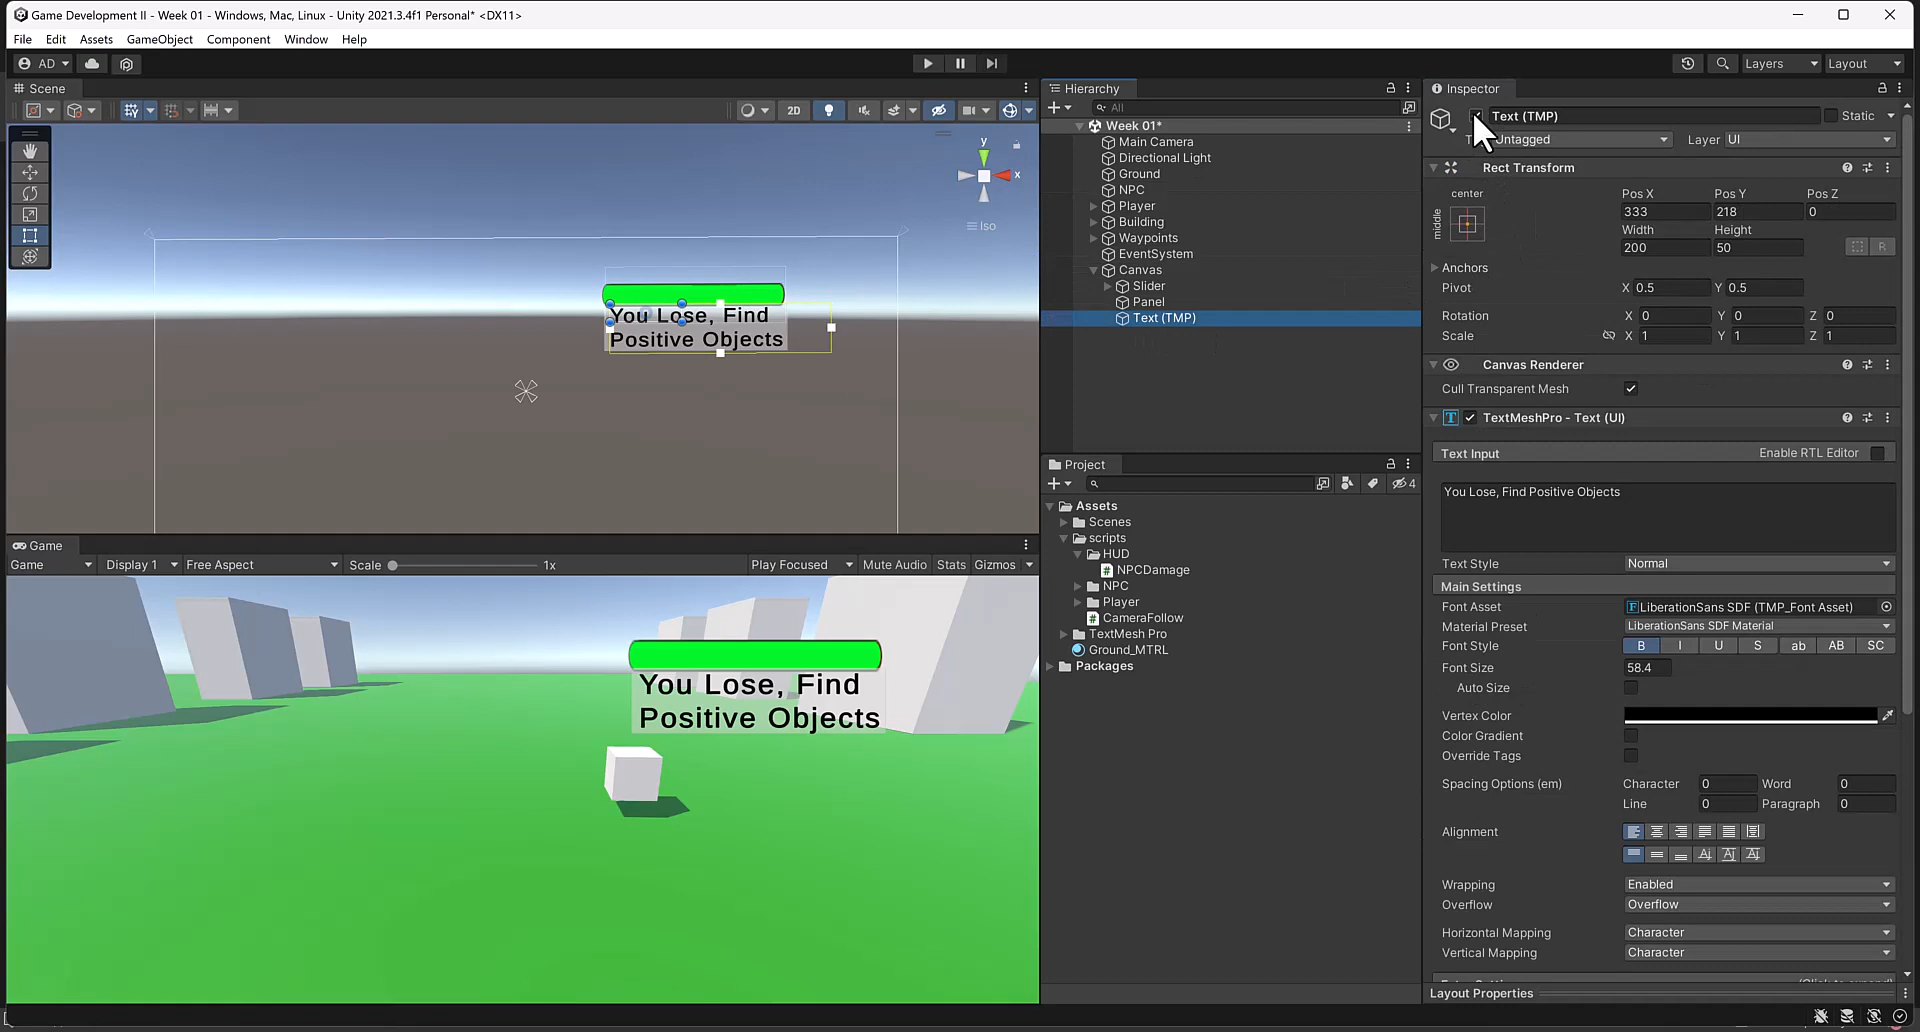 Game Development II - Week 01 - Windows, Mac, Linux - Unity 2021.3.4f1 Personal* <DX11>
File Edit Assets GameObject Component Window Help
AD Layers Layout
Scene
2D
y
x
Iso
You Lose, Find
Positive Objects
Game
Game Display 1 Free Aspect Scale 1x Play Focused Mute Audio Stats Gizmos
You Lose, Find
Positive Objects
Hierarchy
All
Week 01*
Main Camera
Directional Light
Ground
NPC
Player
Building
Waypoints
EventSystem
Canvas
Slider
Panel
Text (TMP)
Project
4
Assets
Scenes
scripts
HUD
NPCDamage
NPC
Player
CameraFollow
TextMesh Pro
Ground_MTRL
Packages
Inspector
Text (TMP) Static
Untagged Layer UI
Rect Transform
center Pos X Pos Y Pos Z
middle 333 218 0
Width Height
200 50 R
Anchors
Pivot X 0.5 Y 0.5
Rotation X 0 Y 0 Z 0
Scale X 1 Y 1 Z 1
Canvas Renderer
Cull Transparent Mesh
TextMeshPro - Text (UI)
Text Input Enable RTL Editor
You Lose, Find Positive Objects
Text Style Normal
Main Settings
Font Asset LiberationSans SDF (TMP_Font Asset)
Material Preset LiberationSans SDF Material
Font Style B I U S ab AB SC
Font Size 58.4
Auto Size
Vertex Color
Color Gradient
Override Tags
Spacing Options (em) Character 0 Word 0
Line 0 Paragraph 0
Alignment
Wrapping Enabled
Overflow Overflow
Horizontal Mapping Character
Vertical Mapping Character
Layout Properties